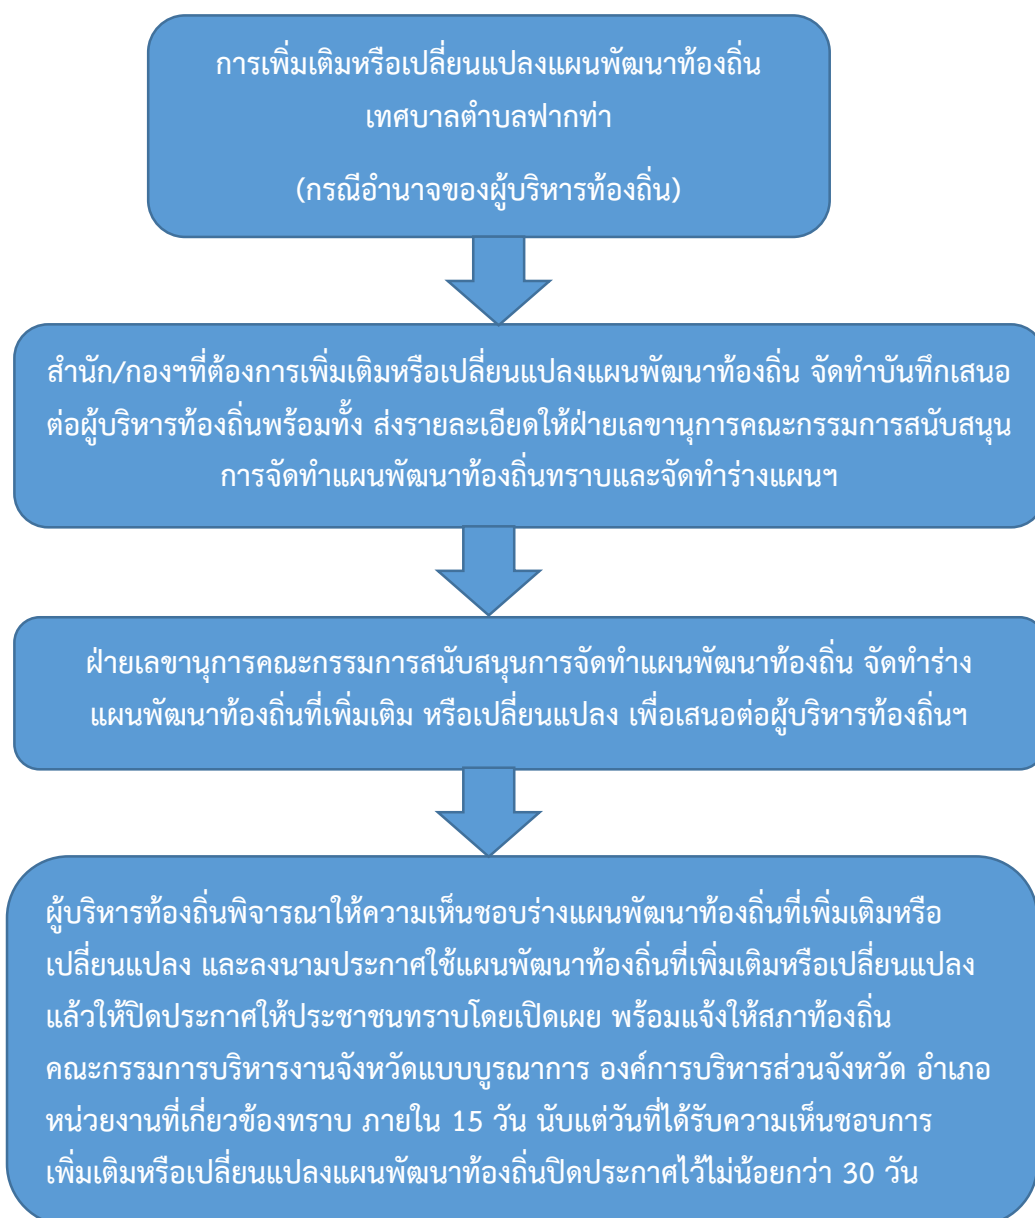 การเพิ่มเติมหรือเปลี่ยนแปลงแผนพัฒนาท้องถิ่น
เทศบาลตำบลฟากท่า
(กรณีอำนาจของผู้บริหารท้องถิ่น)
สำนัก/กองฯที่ต้องการเพิ่มเติมหรือเปลี่ยนแปลงแผนพัฒนาท้องถิ่น จัดทำบันทึกเสนอ
ต่อผู้บริหารท้องถิ่นพร้อมทั้ง ส่งรายละเอียดให้ฝ่ายเลขานุการคณะกรรมการสนับสนุน
การจัดทำแผนพัฒนาท้องถิ่นทราบและจัดทำร่างแผนฯ
ฝ่ายเลขานุการคณะกรรมการสนับสนุนการจัดทำแผนพัฒนาท้องถิ่น จัดทำร่าง
แผนพัฒนาท้องถิ่นที่เพิ่มเติม หรือเปลี่ยนแปลง เพื่อเสนอต่อผู้บริหารท้องถิ่นฯ
ผู้บริหารท้องถิ่นพิจารณาให้ความเห็นชอบร่างแผนพัฒนาท้องถิ่นที่เพิ่มเติมหรือ
เปลี่ยนแปลง และลงนามประกาศใช้แผนพัฒนาท้องถิ่นที่เพิ่มเติมหรือเปลี่ยนแปลง
แล้วให้ปิดประกาศให้ประชาชนทราบโดยเปิดเผย พร้อมแจ้งให้สภาท้องถิ่น
คณะกรรมการบริหารงานจังหวัดแบบบูรณาการ องค์การบริหารส่วนจังหวัด อำเภอ
หน่วยงานที่เกี่ยวข้องทราบ ภายใน 15 วัน นับแต่วันที่ได้รับความเห็นชอบการ
เพิ่มเติมหรือเปลี่ยนแปลงแผนพัฒนาท้องถิ่นปิดประกาศไว้ไม่น้อยกว่า 30 วัน